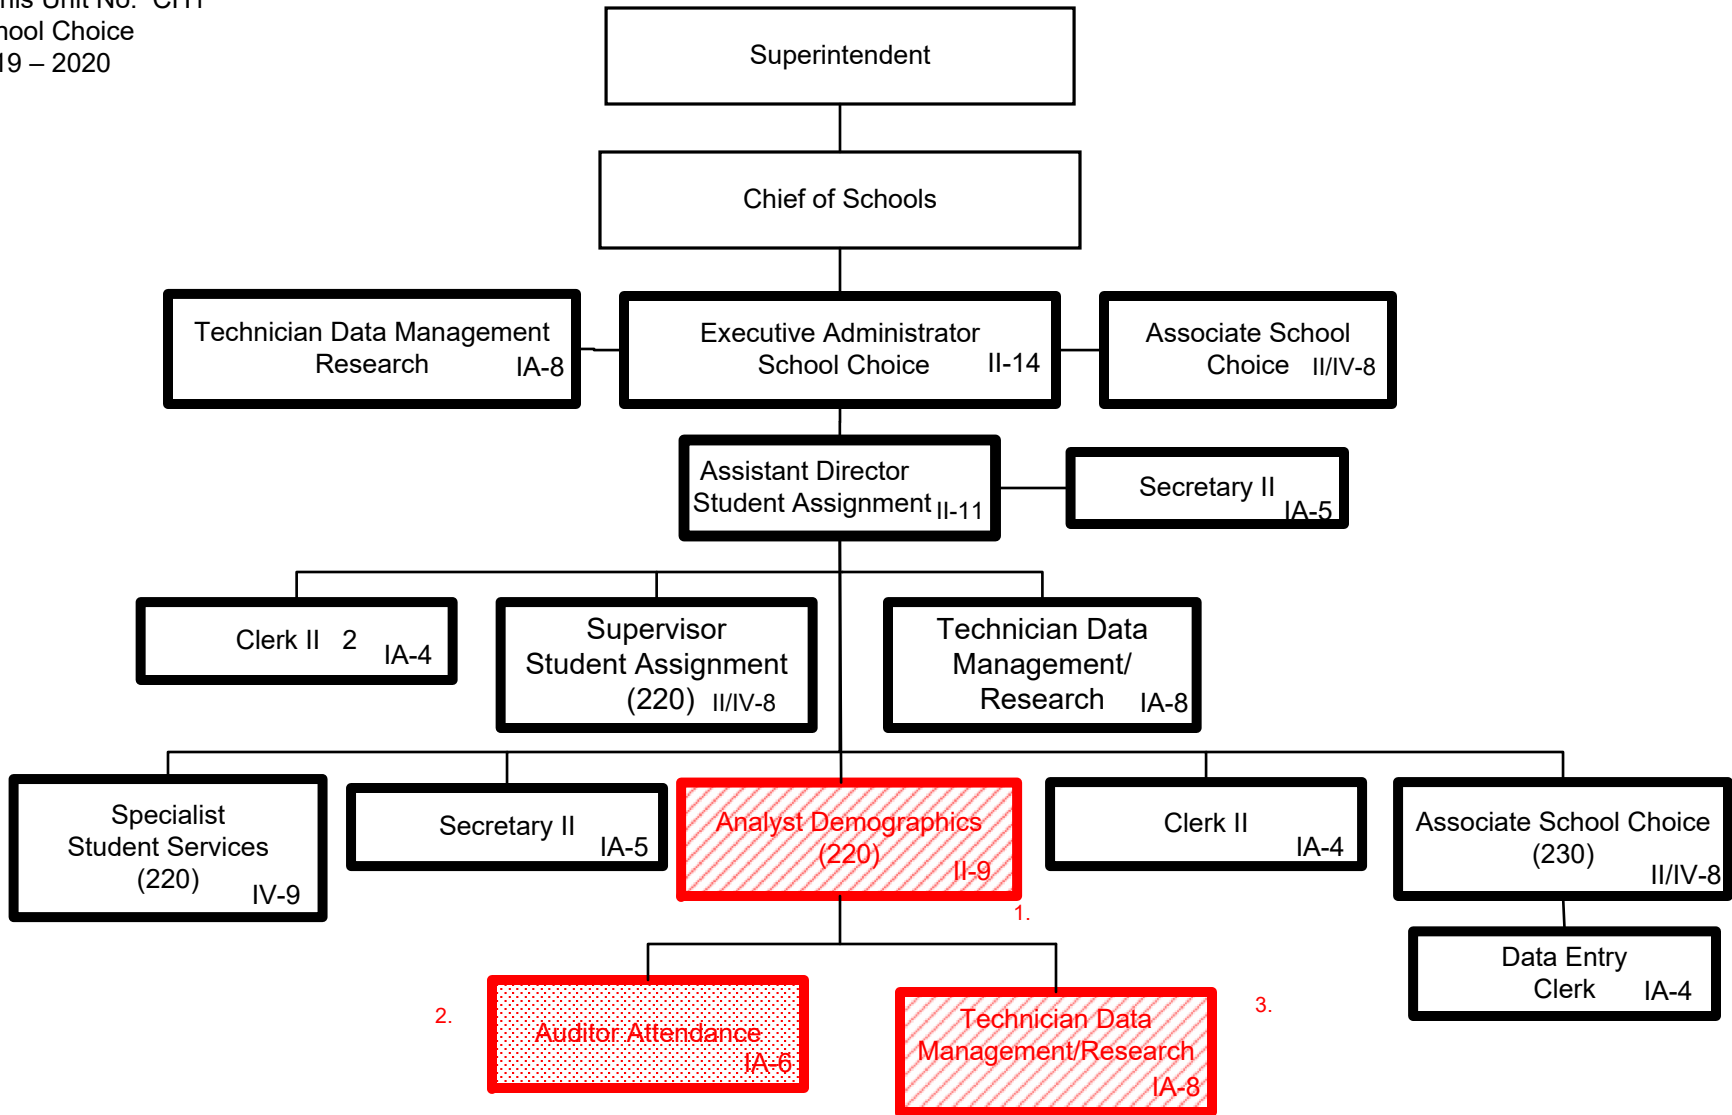 Unit No.
School Choice
19 – 2020
Superintendent
Chief of Schools
Technician Data Management
Research IA-8
Executive Administrator
School Choice II-14
Associate School
Choice II/IV-8
Assistant Director
Student Assignment II-11
Secretary II
IA-5
Clerk II 2 IA-4
Supervisor
Student Assignment
(220) II/IV-8
Technician Data
Management/
Research IA-8
Specialist
Student Services
(220)
IV-9
Secretary II
IA-5
Analyst Demographics
(220)
II-9
1.
Clerk II
IA-4
Associate School Choice
(230)
II/IV-8
2.
Auditor Attendance
IA-6
Technician Data
Management/Research
IA-8
3.
Data Entry
Clerk IA-4